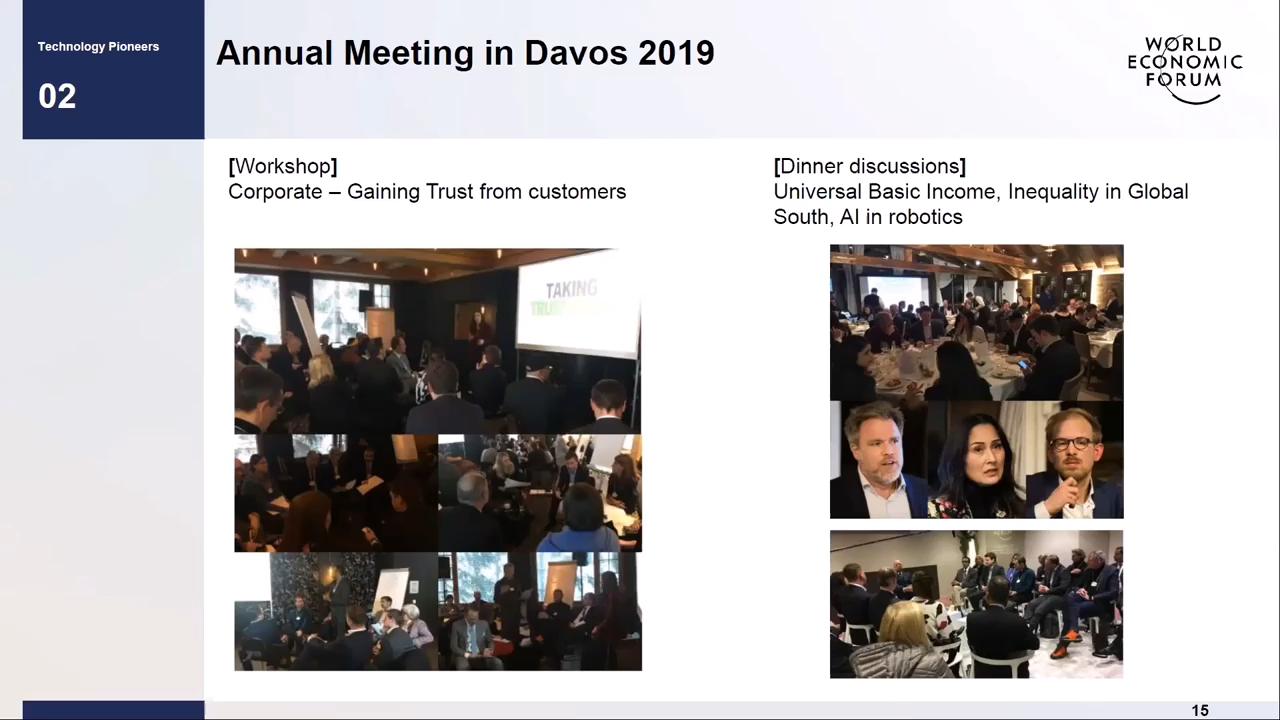 Technology Pioneers
02
Annual Meeting in Davos 2019
WORLD
ECONOMIC
FORUM
[Workshop]
Corporate – Gaining Trust from customers
[Dinner discussions]
Universal Basic Income, Inequality in Global
South, AI in robotics
TAKING
15